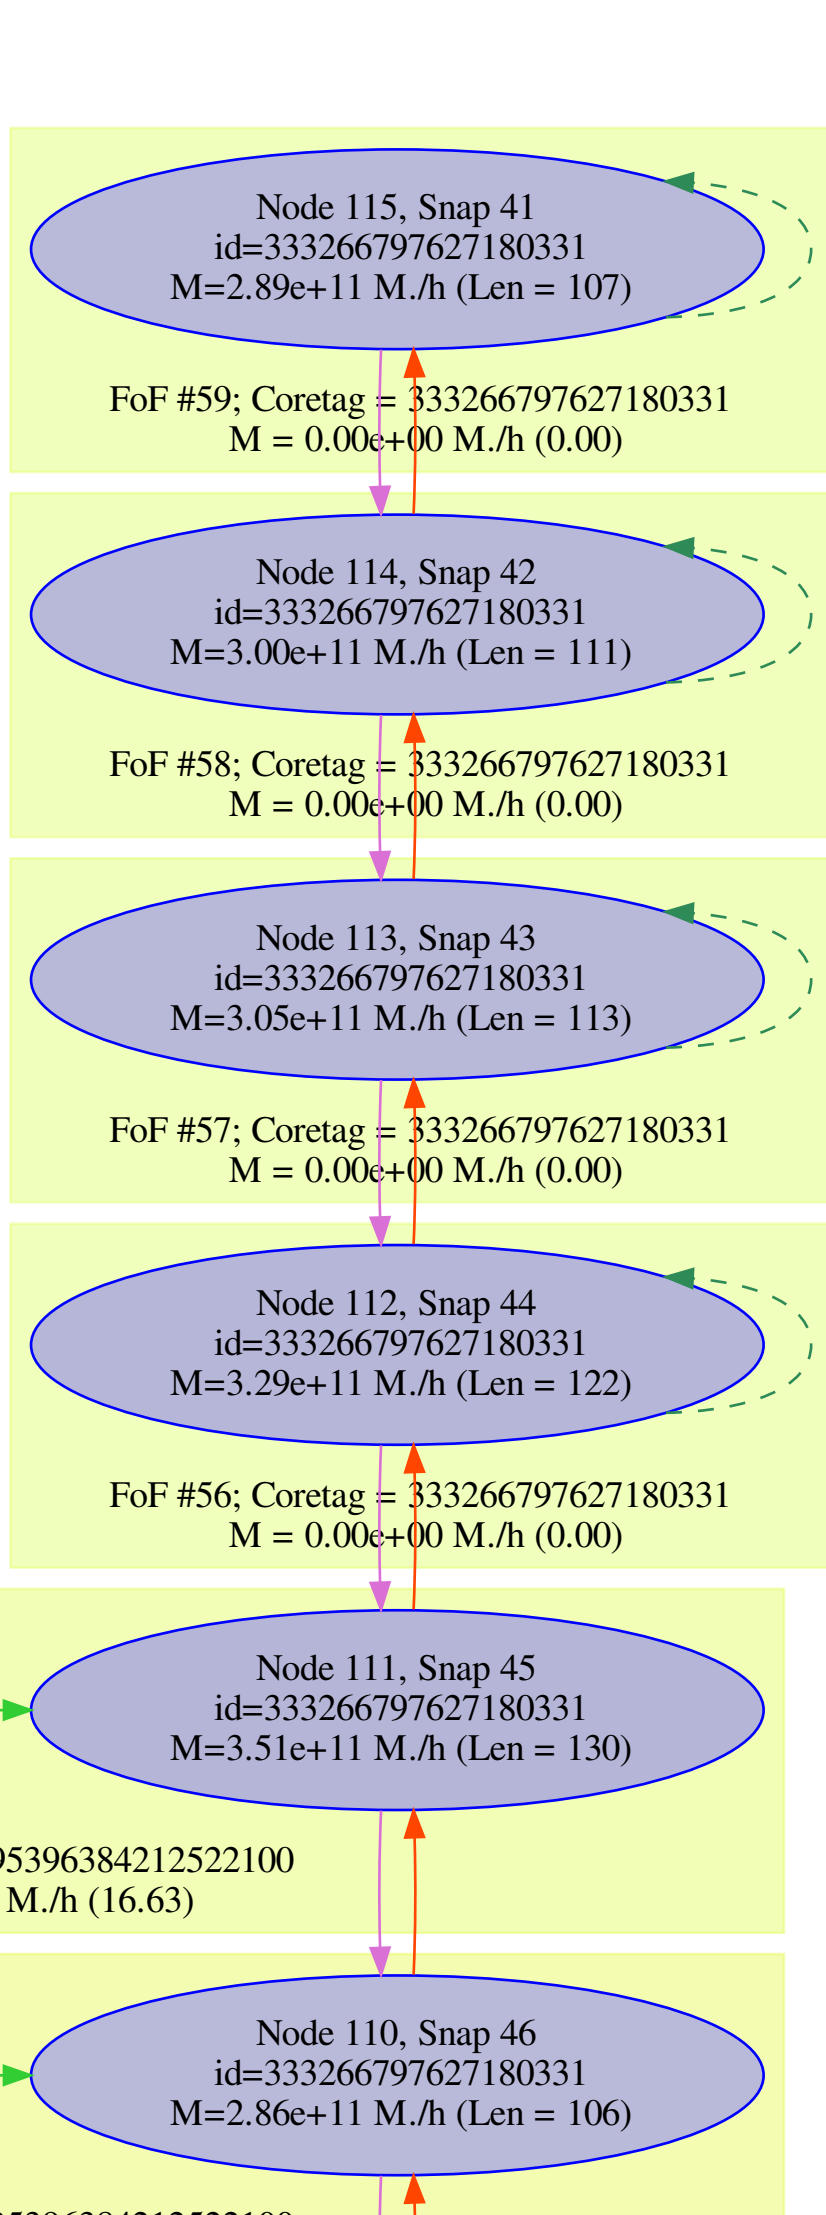 Node 115, Snap 41
id=333266797627180331
M=2.89e+11 M./h (Len = 107)
FoF #59; Coretag = 333266797627180331
M = 0.00e+00 M./h (0.00)
Node 114, Snap 42
id=333266797627180331
M=3.00e+11 M./h (Len = 111)
FoF #58; Coretag = 333266797627180331
M = 0.00e+00 M./h (0.00)
Node 113, Snap 43
id=333266797627180331
M=3.05e+11 M./h (Len = 113)
FoF #57; Coretag = 333266797627180331
M = 0.00e+00 M./h (0.00)
Node 112, Snap 44
id=333266797627180331
M=3.29e+11 M./h (Len = 122)
FoF #56; Coretag = 333266797627180331
M = 0.00e+00 M./h (0.00)
Node 111, Snap 45
id=333266797627180331
M=3.51e+11 M./h (Len = 130)
95396384212522100
M./h (16.63)
Node 110, Snap 46
id=333266797627180331
M=2.86e+11 M./h (Len = 106)